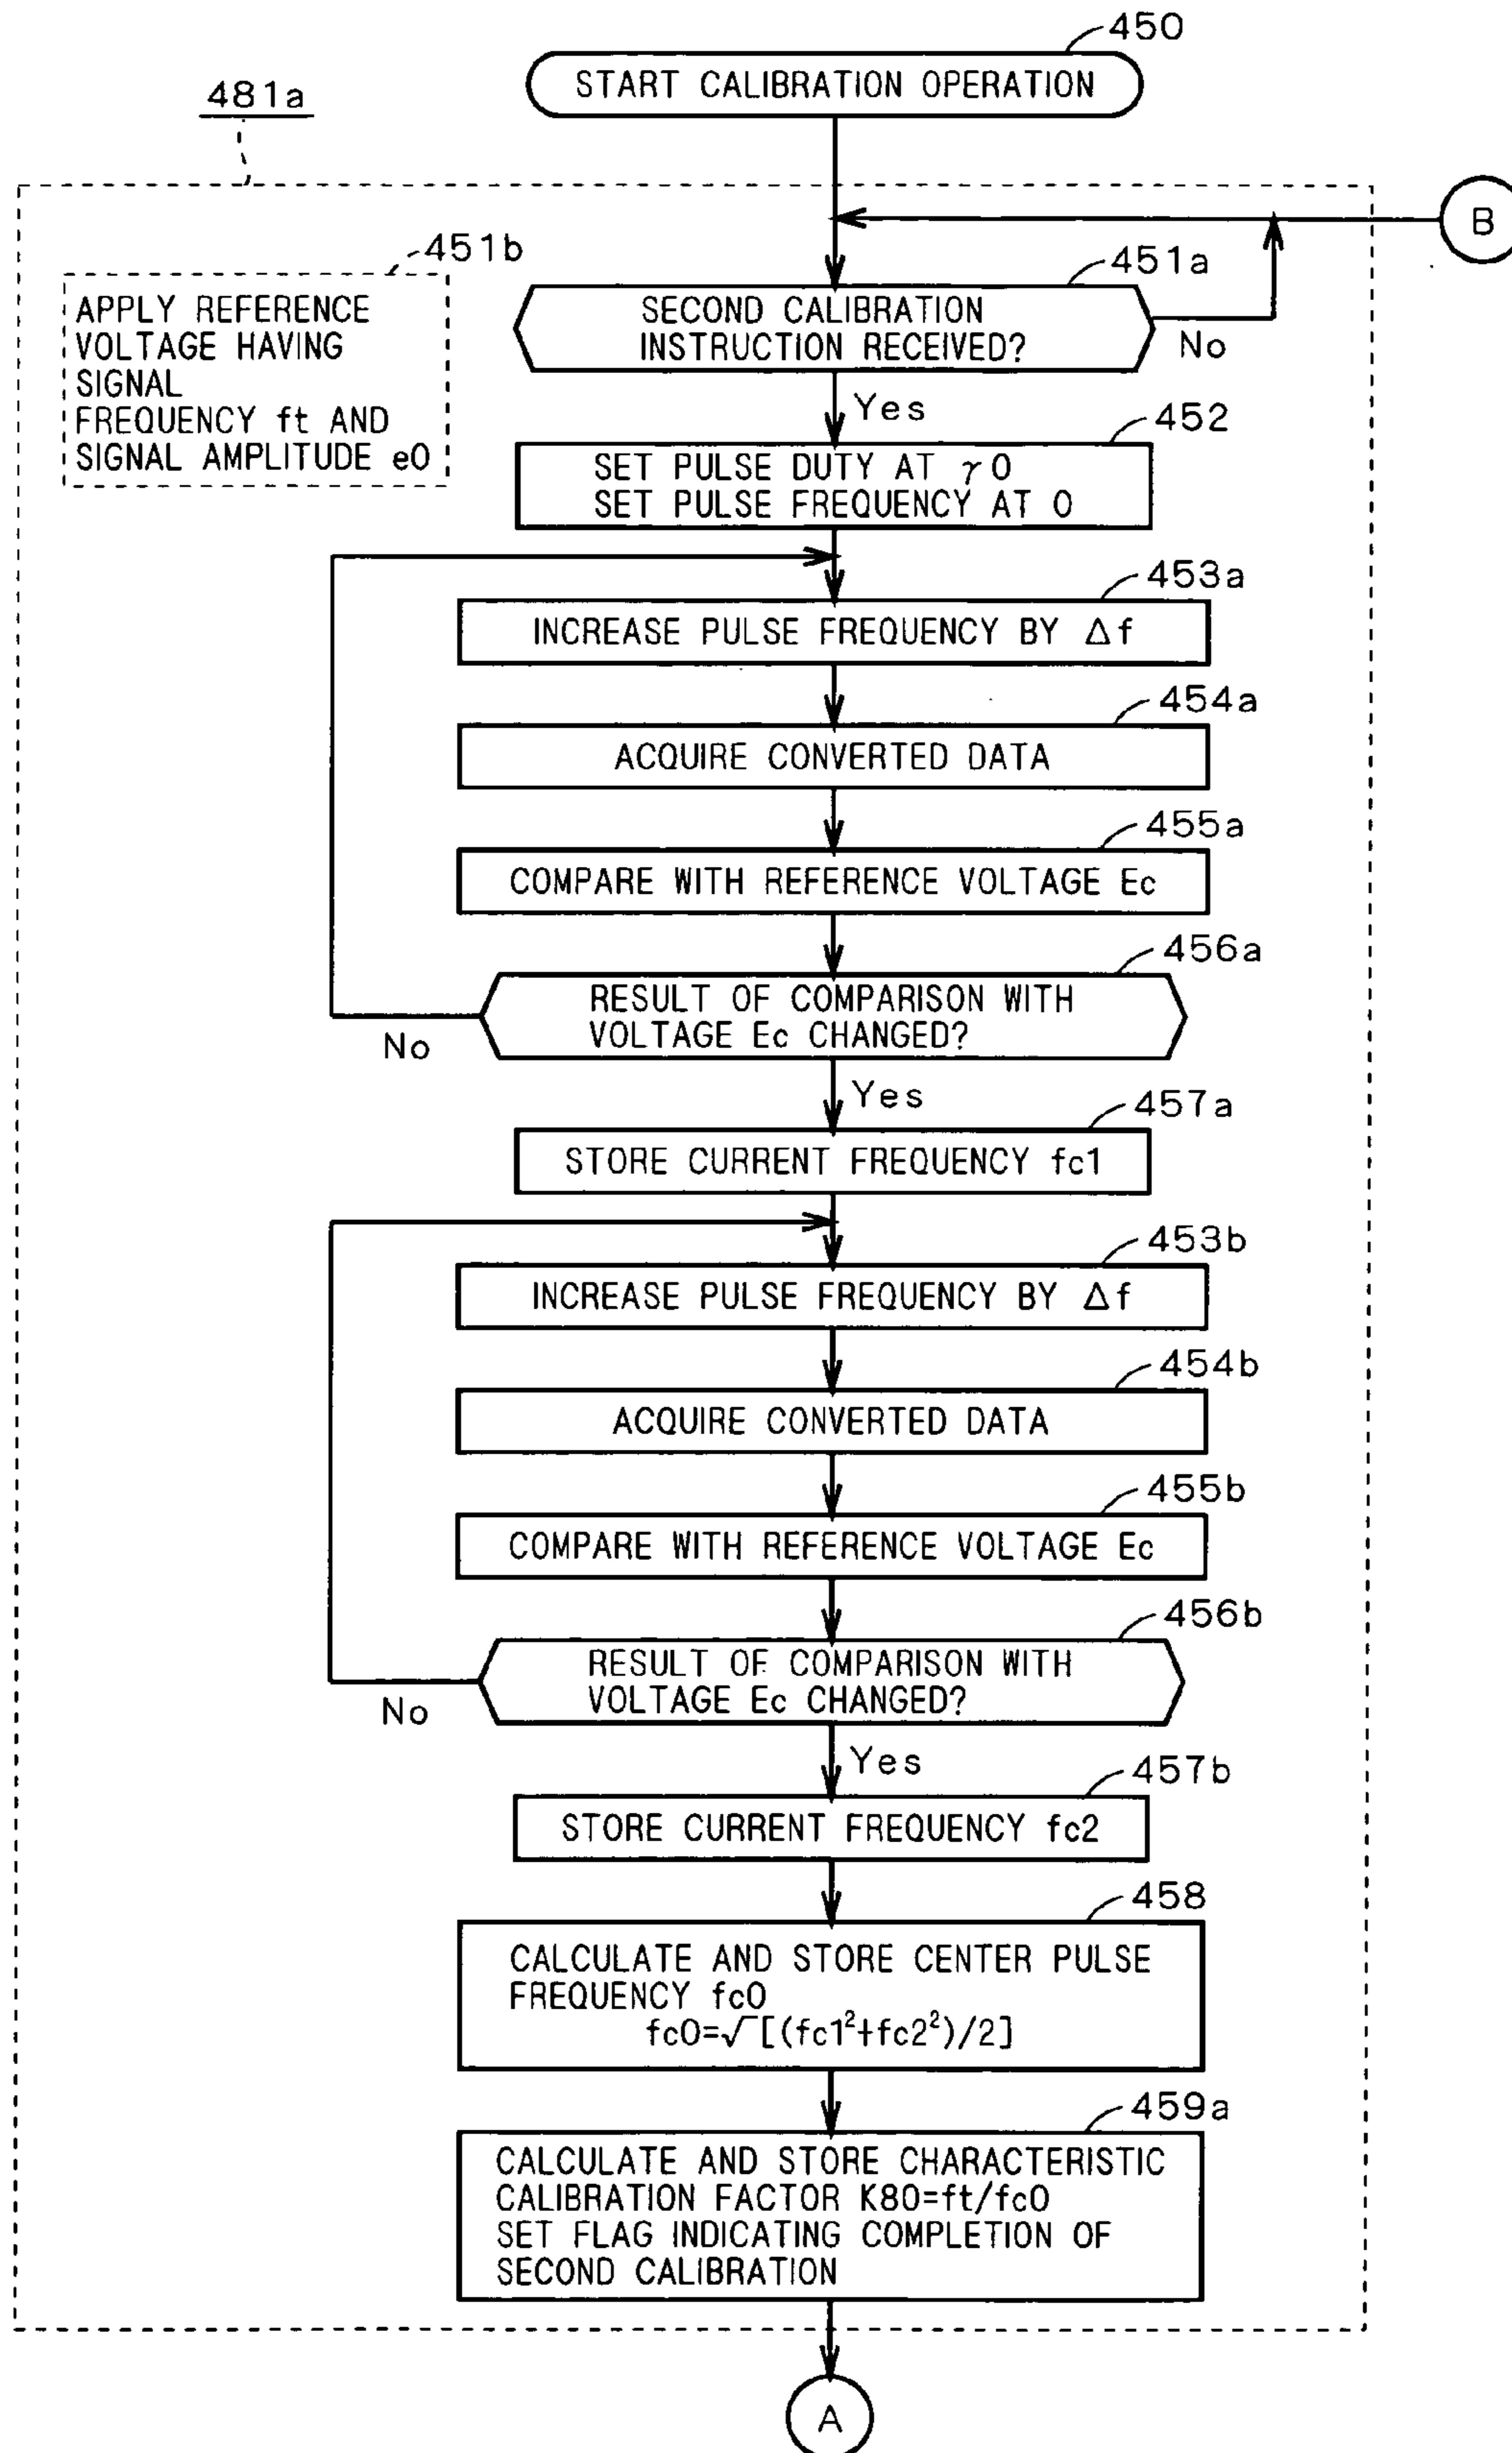 450
START CALIBRATION OPERATION
481a
B
451b
451a
APPLY REFERENCE
VOLTAGE HAVING
SIGNAL
FREQUENCY ft AND
SIGNAL AMPLITUDE e0
SECOND CALIBRATION
INSTRUCTION RECEIVED?
No
Yes
452
SET PULSE DUTY AT γ0
SET PULSE FREQUENCY AT 0
453a
INCREASE PULSE FREQUENCY BY Δf
454a
ACQUIRE CONVERTED DATA
455a
COMPARE WITH REFERENCE VOLTAGE Ec
456a
RESULT OF COMPARISON WITH
VOLTAGE Ec CHANGED?
No
Yes
457a
STORE CURRENT FREQUENCY fc1
453b
INCREASE PULSE FREQUENCY BY Δf
454b
ACQUIRE CONVERTED DATA
455b
COMPARE WITH REFERENCE VOLTAGE Ec
456b
RESULT OF COMPARISON WITH
VOLTAGE Ec CHANGED?
No
Yes
457b
STORE CURRENT FREQUENCY fc2
458
CALCULATE AND STORE CENTER PULSE
FREQUENCY fc0
fc0=√[(fc1²+fc2²)/2]
459a
CALCULATE AND STORE CHARACTERISTIC
CALIBRATION FACTOR K80=ft/fc0
SET FLAG INDICATING COMPLETION OF
SECOND CALIBRATION
A